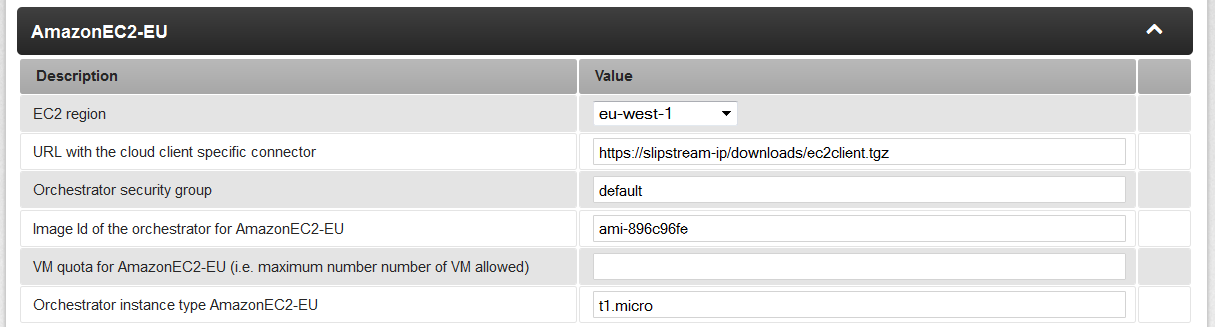 AmazonEC2-EU
Description Value
EC2 region eu-west-1
URL with the cloud client specific connector https://slipstream-ip/downloads/ec2client.tgz
Orchestrator security group default
Image Id of the orchestrator for AmazonEC2-EU ami-896c96fe
VM quota for AmazonEC2-EU (i.e. maximum number number of VM allowed)
Orchestrator instance type AmazonEC2-EU t1.micro